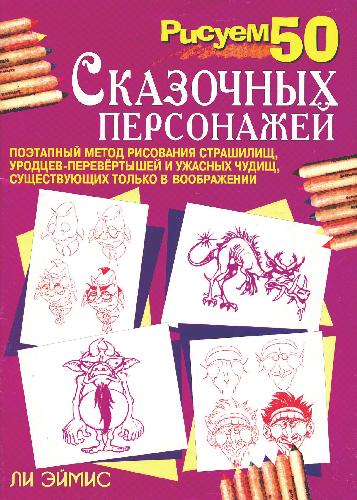 Рисуем 50
СКАЗОЧНЫХ
ПЕРСОНАЖЕЙ
ПОЭТАПНЫЙ МЕТОД РИСОВАНИЯ СТРАШИЛИЩ,
УРОДЦЕВ-ПЕРЕВЁРТЫШЕЙ И УЖАСНЫХ ЧУДИЩ,
СУЩЕСТВУЮЩИХ ТОЛЬКО В ВООБРАЖЕНИИ
ЛИ ЭЙМИС